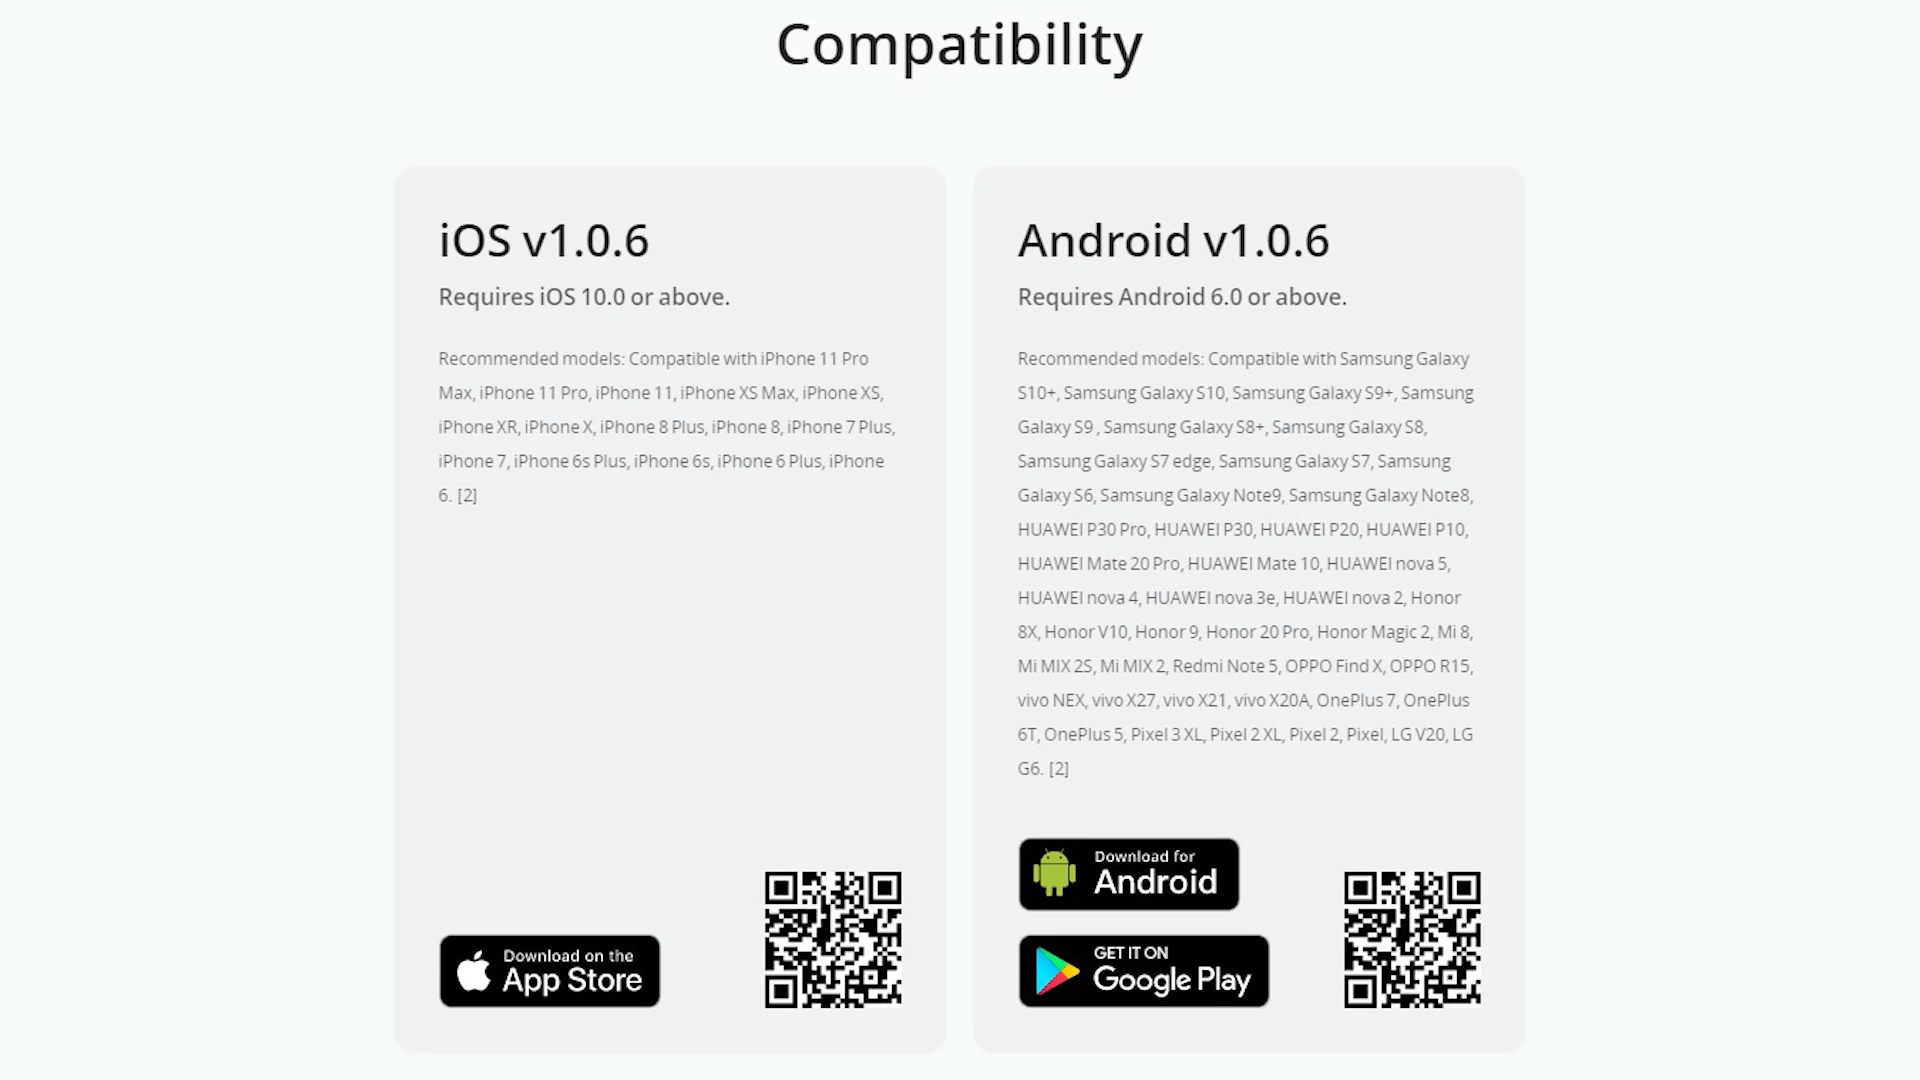 Compatibility
iOS v1.0.6
Requires iOS 10.0 or above.
Recommended models: Compatible with iPhone 11 Pro
Max, iPhone 11 Pro, iPhone 11, iPhone XS Max, iPhone XS,
iPhone XR, iPhone X, iPhone 8 Plus, iPhone 8, iPhone 7 Plus,
iPhone 7, iPhone 6s Plus, iPhone 6s, iPhone 6 Plus, iPhone
6. [2]
Download on the
App Store
Android v1.0.6
Requires Android 6.0 or above.
Recommended models: Compatible with Samsung Galaxy
S10+, Samsung Galaxy S10, Samsung Galaxy S9+, Samsung
Galaxy S9 , Samsung Galaxy S8+, Samsung Galaxy S8,
Samsung Galaxy S7 edge, Samsung Galaxy S7, Samsung
Galaxy S6, Samsung Galaxy Note9, Samsung Galaxy Note8,
HUAWEI P30 Pro, HUAWEI P30, HUAWEI P20, HUAWEI P10,
HUAWEI Mate 20 Pro, HUAWEI Mate 10, HUAWEI nova 5,
HUAWEI nova 4, HUAWEI nova 3e, HUAWEI nova 2, Honor
8X, Honor V10, Honor 9, Honor 20 Pro, Honor Magic 2, Mi 8,
Mi MIX 2S, Mi MIX 2, Redmi Note 5, OPPO Find X, OPPO R15,
vivo NEX, vivo X27, vivo X21, vivo X20A, OnePlus 7, OnePlus
6T, OnePlus 5, Pixel 3 XL, Pixel 2 XL, Pixel 2, Pixel, LG V20, LG
G6. [2]
Download for
Android
GET IT ON
Google Play